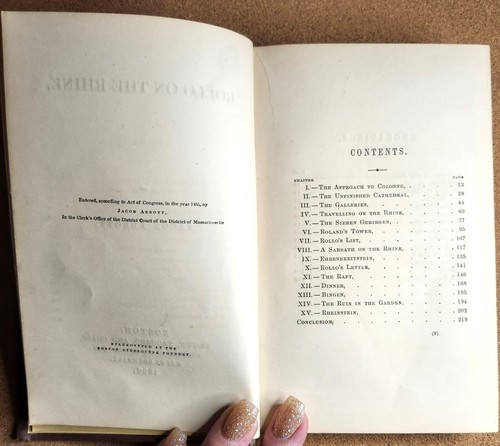 Entered, according to Act of Congress, in the year 1855, by
JACOB ABBOTT,
In the Clerk's Office of the District Court of the District of Massachusetts
STEREOTYPED AT THE
BOSTON STEREOTYPE FOUNDRY.
CONTENTS.
CHAPTER PAGE
I.—THE APPROACH TO COLOGNE, 13
II.—THE UNFINISHED CATHEDRAL, 28
III.—THE GALLERIES, 44
IV.—TRAVELLING ON THE RHINE, 60
V.—THE SIEBEN GEBIRGEN, 77
VI.—ROLAND'S TOWER, 95
VII.—ROLLO'S LIST, 107
VIII.—A SABBATH ON THE RHINE, 117
IX.—EHRENBREITSTEIN, 135
X.—ROLLO'S LETTER, 141
XI.—THE RAFT, 146
XII.—DINNER, 168
XIII.—BINGEN, 185
XIV.—THE RUIN IN THE GARDEN, 194
XV.—RHEINSTEIN, 203
CONCLUSION, 219
(V)